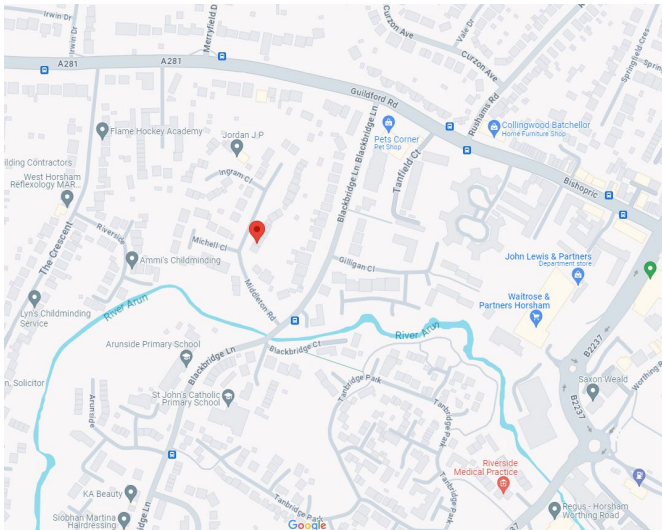 Irwin Dr
Irwin Dr
Merryfield D
Curzon Ave
Vale Dr
Curzon Ave
Springfield Cres
Sprin
A281
A281
Guildford Rd
Rushams Rd
Flame Hockey Academy
Jordan J P
Pets Corner
Pet Shop
Collingwood Batchellor
Home Furniture Shop
Blackbridge Ln
Blackbridge Ln
Tanfield Ct
Bishopric
ilding Contractors
West Horsham
Reflexology MAR...
Ingram Cl
The Crescent
Riverside
Michell Cl
Ammi's Childminding
Gilligan Cl
John Lewis & Partners
Department store
Middleton Rd
Waitrose &
Partners Horsham
Lyn's Childminding
Service
River Arun
River Arun
B2237
Arunside Primary School
Blackbridge Ln
Blackbridge Ct
n, Solicitor
St John's Catholic
Primary School
Tanbridge Park
Tanbridge Park
B2237
Saxon Weald
Worthing R
Arunside
Riverside
Medical Practice
KA Beauty
Tanbridge Park
Siobhan Martina
Hairdressing
dge Ln
Google
Regus - Horsham
Worthing Road